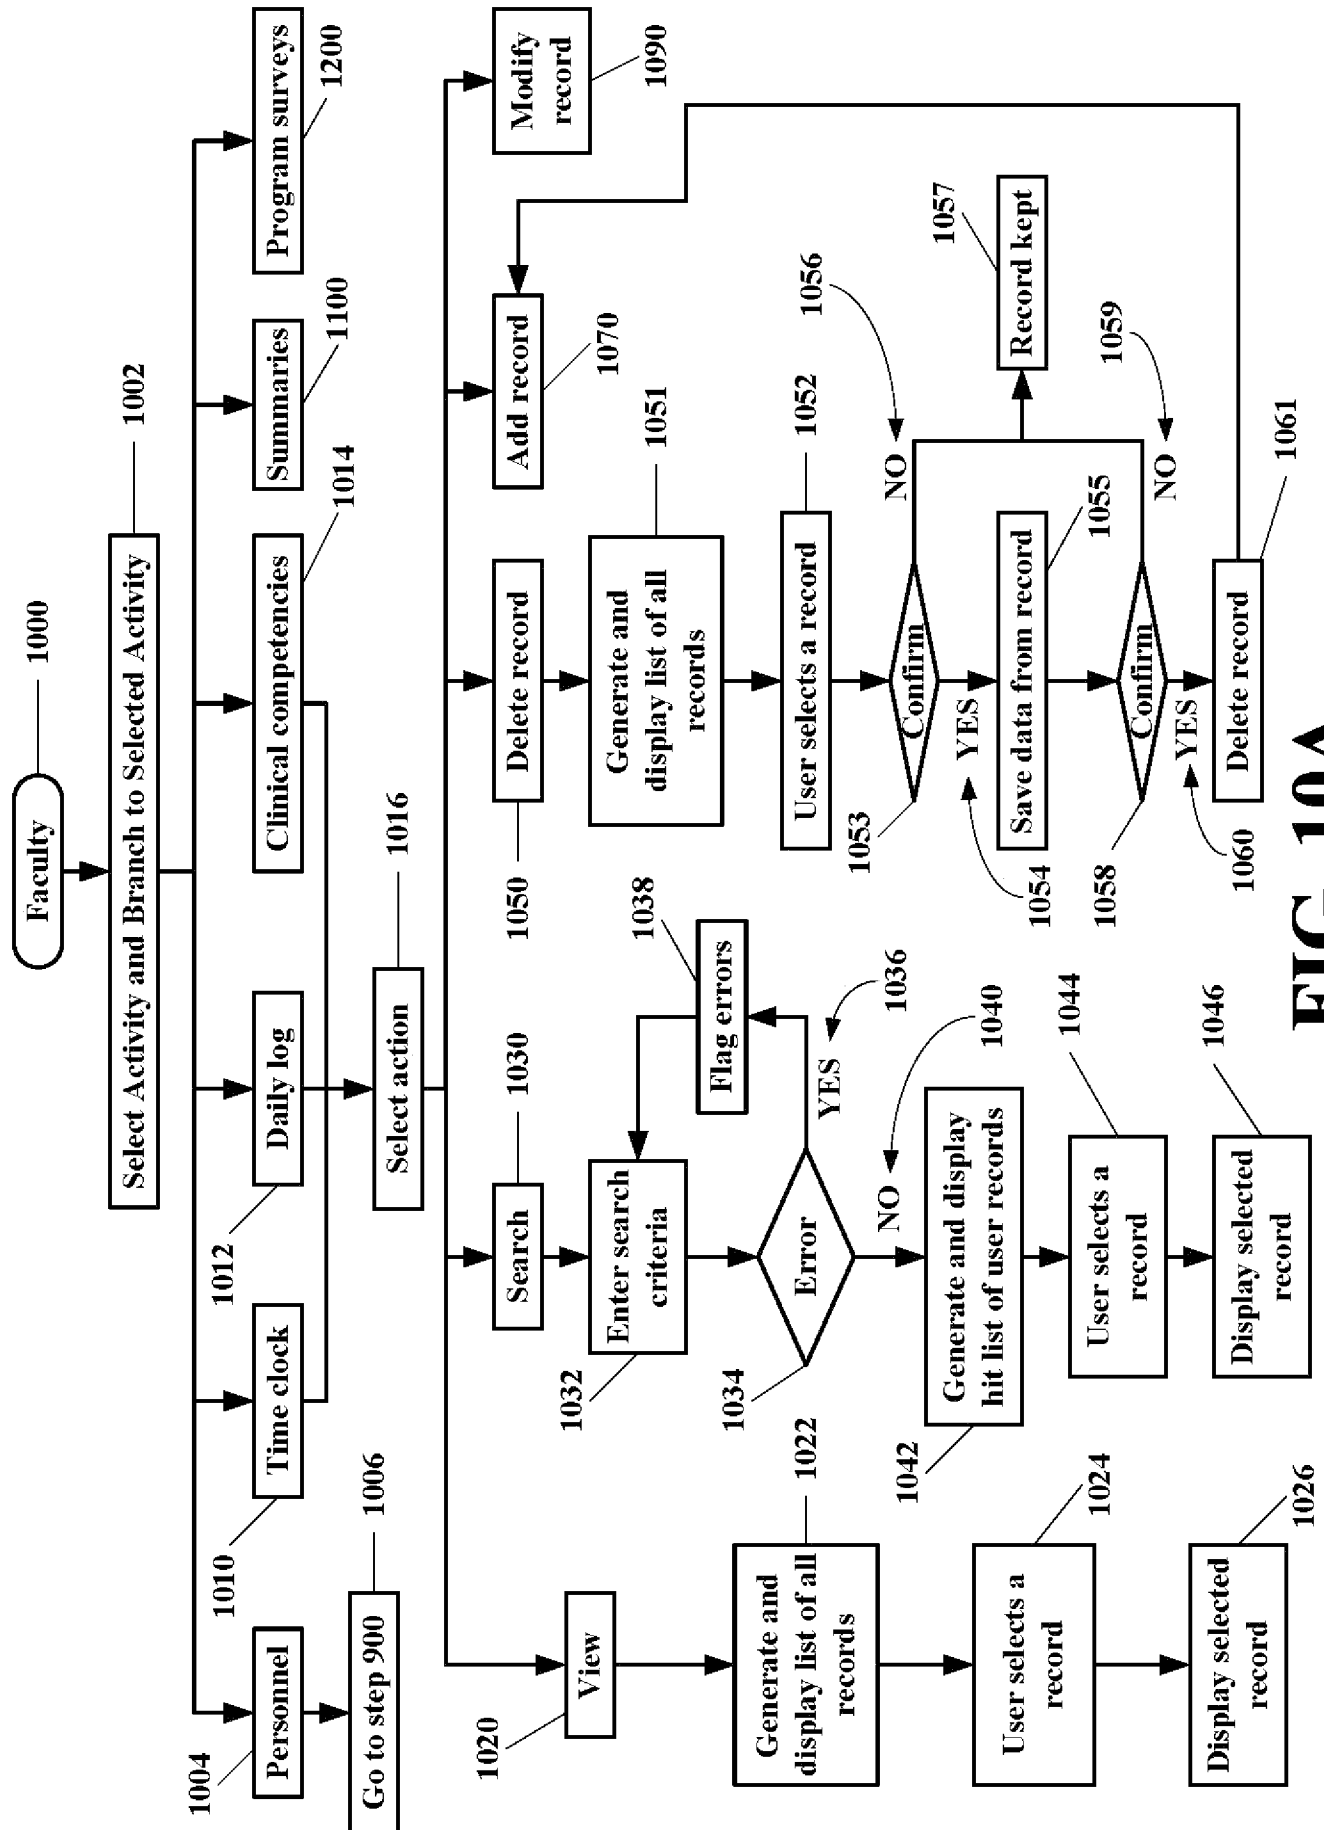 Faculty
1000
Select Activity and Branch to Selected Activity
1002
1004
Personnel
1010
Time clock
1012
Daily log
Clinical competencies
1014
Summaries
1100
Program surveys
1200
Go to step 900
1006
Select action
1016
1020
View
Search
1030
1050
Delete record
Add record
1070
Modify
record
1090
Generate and
display list of all
records
1022
User selects a
record
1024
Display selected
record
1026
1032
Enter search
criteria
Flag errors
1038
1034
Error
YES
1036
NO
1040
1042
Generate and display
hit list of user records
User selects a
record
1044
Display selected
record
1046
Generate and
display list of all
records
1051
User selects a record
1052
1053
Confirm
NO
1056
YES
1054
Record kept
1057
Save data from record
1055
1058
Confirm
NO
1059
YES
1060
Delete record
1061
FIG. 10A